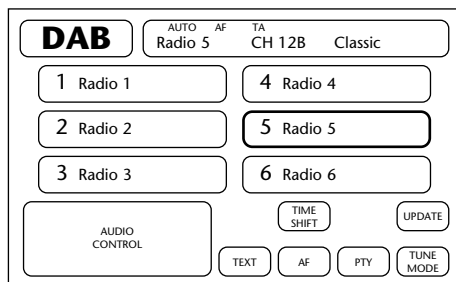 DAB
AUTO AF TA
Radio 5 CH 12B Classic
1 Radio 1
4 Radio 4
2 Radio 2
5 Radio 5
3 Radio 3
6 Radio 6
AUDIO
CONTROL
TIME
SHIFT
UPDATE
TEXT
AF
PTY
TUNE
MODE